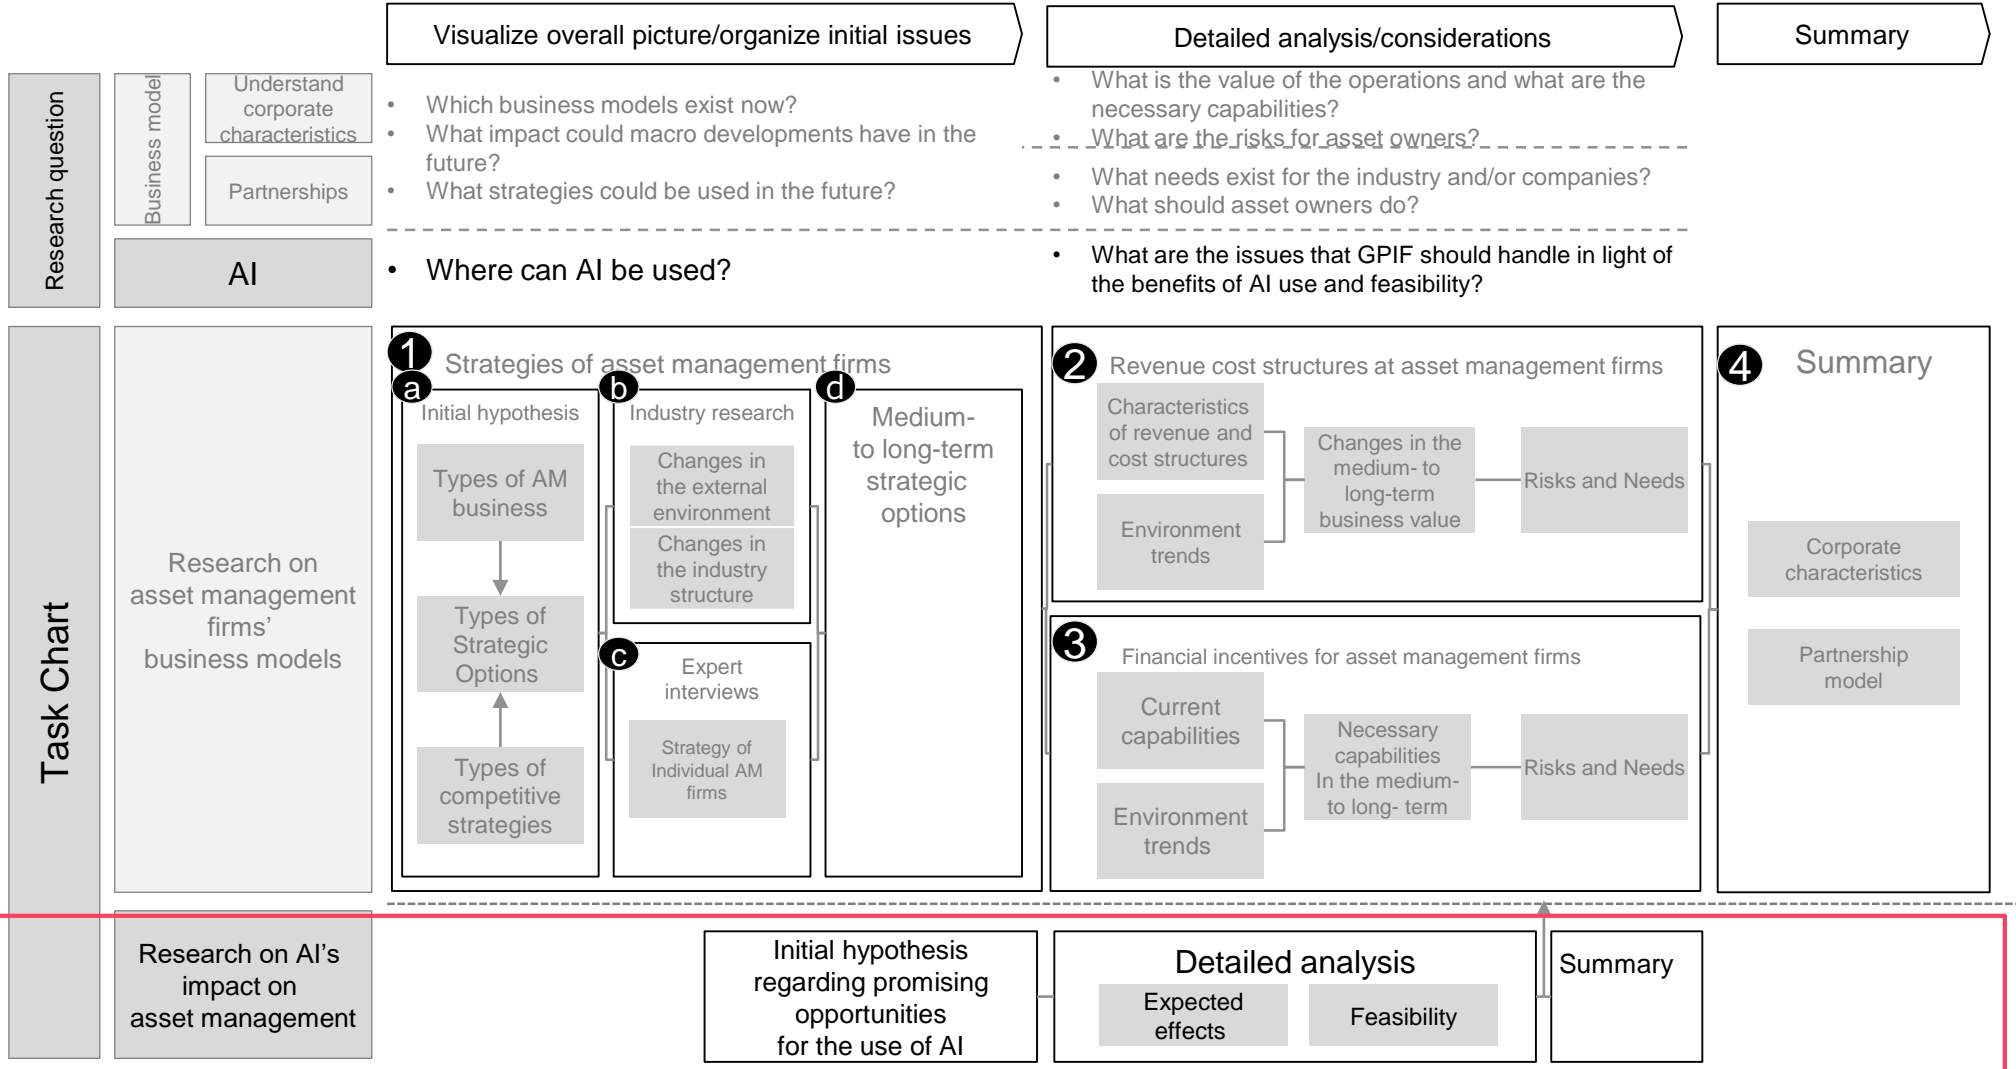 Visualize overall picture/organize initial issues
Detailed analysis/considerations
Summary
Research question
Business model
Understand
corporate
characteristics
Partnerships
• Which business models exist now?
• What impact could macro developments have in the
future?
• What strategies could be used in the future?
• What is the value of the operations and what are the
necessary capabilities?
• What are the risks for asset owners?
• What needs exist for the industry and/or companies?
• What should asset owners do?
AI
• Where can AI be used?
• What are the issues that GPIF should handle in light of
the benefits of AI use and feasibility?
Task Chart
Research on
asset management
firms’
business models
1
Strategies of asset management firms
a
Initial hypothesis
Types of AM
business
Types of
Strategic
Options
Types of
competitive
strategies
b
Industry research
Changes in
the external
environment
Changes in
the industry
structure
c
Expert
interviews
Strategy of
Individual AM
firms
d
Medium-
to long-term
strategic
options
2
Revenue cost structures at asset management firms
Characteristics
of revenue and
cost structures
Environment
trends
Changes in the
medium- to
long-term
business value
Risks and Needs
3
Financial incentives for asset management firms
Current
capabilities
Environment
trends
Necessary
capabilities
In the medium-
to long- term
Risks and Needs
4
Summary
Corporate
characteristics
Partnership
model
Research on AI’s
impact on
asset management
Initial hypothesis
regarding promising
opportunities
for the use of AI
Detailed analysis
Expected
effects
Feasibility
Summary